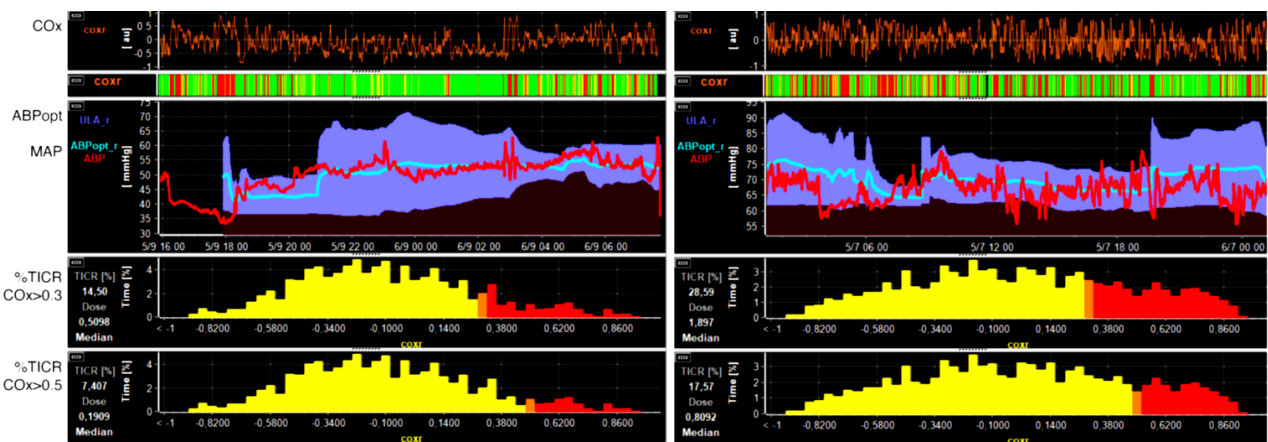 COx
coxr
[ au]
1
0.5
0
-0.5
-1
coxr
[ au]
1
0
-1
coxr
coxr
ABPopt
MAP
ULA_r
ABPopt_r
ABP
[ mmHg]
75
70
65
60
55
50
45
40
35
30
5/9 16 00 5/9 18 00 5/9 20 00 5/9 22 00 6/9 00 00 6/9 02 00 6/9 04 00 6/9 06 00
ULA_r
ABPopt_r
ABP
[ mmHg]
95
90
85
80
75
70
65
60
55
5/7 06 00 5/7 12 00 5/7 18 00 6/7 00 00
%TICR
COx>0.3
TICR [%]
14,50
Dose
0,5098
Median
Time [%]
4
2
0
< -1 -0.8200 -0.5800 -0.3400 -0.1000 0.1400 0.3800 0.6200 0.8600
coxr
TICR [%]
28,59
Dose
1,897
Median
Time [%]
3
2
1
0
< -1 -0.8200 -0.5800 -0.3400 -0.1000 0.1400 0.3800 0.6200 0.8600
coxr
%TICR
COx>0.5
TICR [%]
7,407
Dose
0,1909
Median
Time [%]
4
2
0
< -1 -0.8200 -0.5800 -0.3400 -0.1000 0.1400 0.3800 0.6200 0.8600
coxr
TICR [%]
17,57
Dose
0,8092
Median
Time [%]
3
2
1
0
< -1 -0.8200 -0.5800 -0.3400 -0.1000 0.1400 0.3800 0.6200 0.8600
coxr